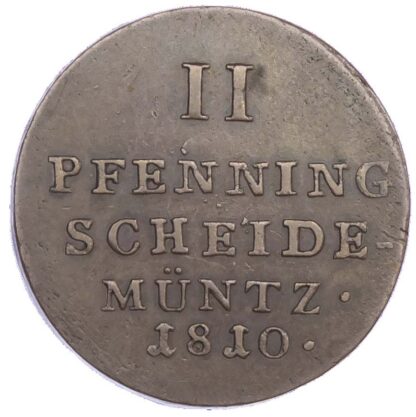 II
PFENNING
SCHEIDE-
MÜNTZ·
1810·